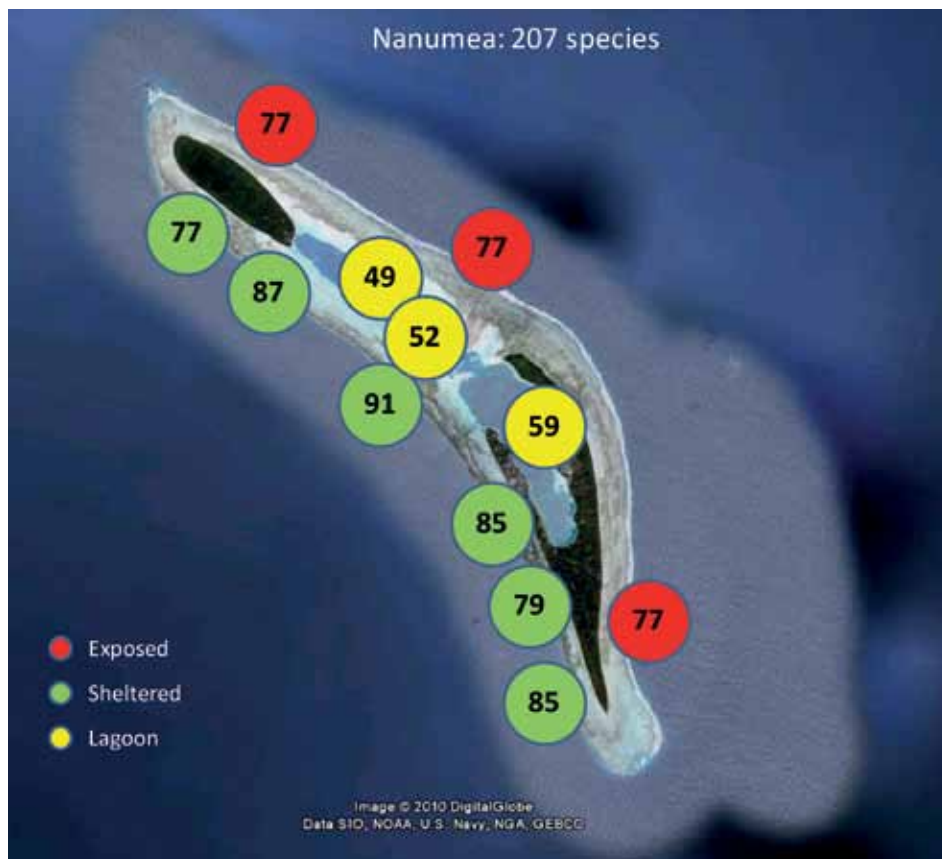 Nanumea: 207 species
77
77
77
49
87
52
91
59
85
79
77
85
Exposed
Sheltered
Lagoon
Image © 2010 DigitalGlobe
Data SIO, NOAA, U.S. Navy, NGA, GEBCO